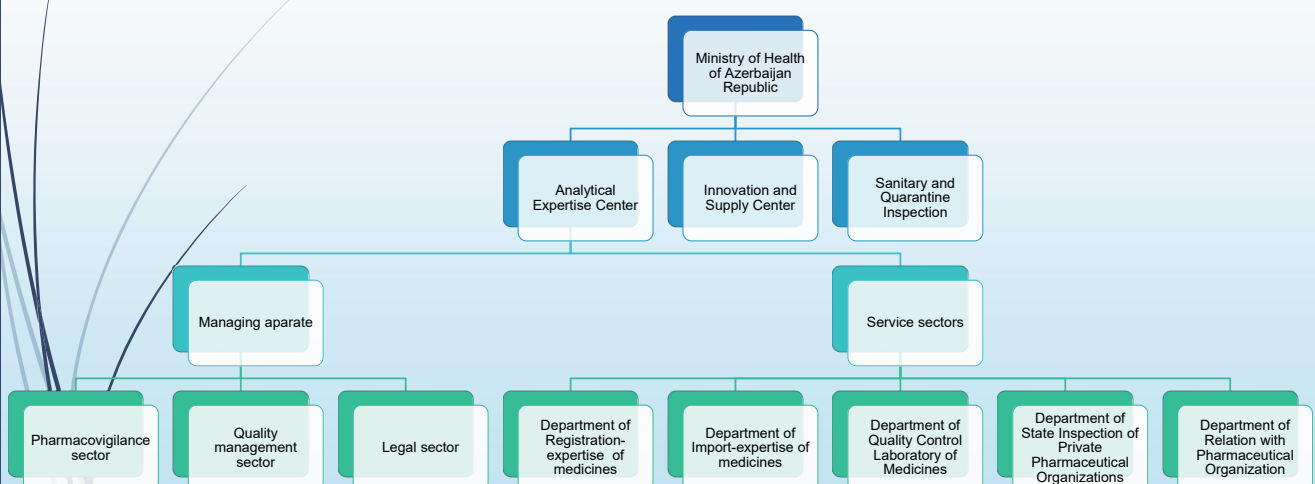 Ministry of Health
of Azerbaijan
Republic
Analytical
Expertise Center
Innovation and
Supply Center
Sanitary and
Quarantine
Inspection
Managing aparate
Service sectors
Pharmacovigilance
sector
Quality
management
sector
Legal sector
Department of
Registration-
expertise of
medicines
Department of
Import-expertise of
medicines
Department of
Quality Control
Laboratory of
Medicines
Department of
State Inspection of
Private
Pharmaceutical
Organizations
Department of
Relation with
Pharmaceutical
Organization